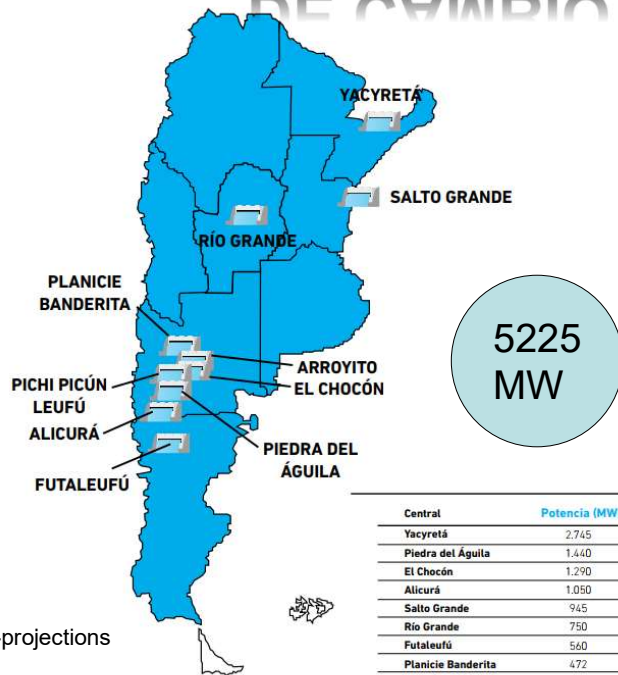 DE CAMBIO
YACYRETÁ
SALTO GRANDE
RÍO GRANDE
PLANICIE
BANDERITA
ARROYITO
EL CHOCÓN
PICHI PICÚN
LEUFÚ
ALICURÁ
PIEDRA DEL
ÁGUILA
FUTALEUFÚ
5225
MW
Central Potencia (MW
Yacyretá 2.745
Piedra del Águila 1.440
El Chocón 1.290
Alicurá 1.050
Salto Grande 945
Río Grande 750
Futaleufú 560
Planicie Banderita 472
projections